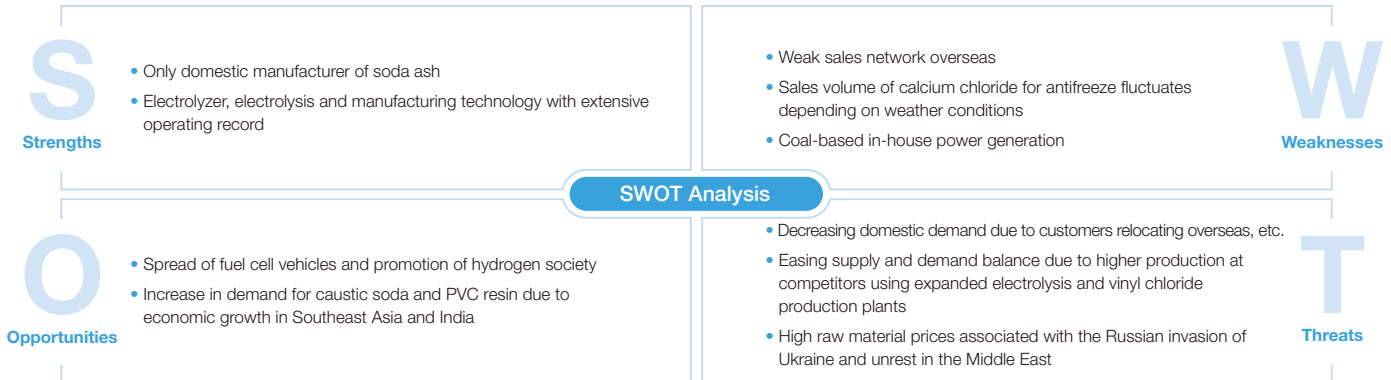 S
Strengths
• Only domestic manufacturer of soda ash
• Electrolyzer, electrolysis and manufacturing technology with extensive
operating record
• Weak sales network overseas
• Sales volume of calcium chloride for antifreeze fluctuates
depending on weather conditions
• Coal-based in-house power generation
W
Weaknesses
SWOT Analysis
O
Opportunities
• Spread of fuel cell vehicles and promotion of hydrogen society
• Increase in demand for caustic soda and PVC resin due to
economic growth in Southeast Asia and India
• Decreasing domestic demand due to customers relocating overseas, etc.
• Easing supply and demand balance due to higher production at
competitors using expanded electrolysis and vinyl chloride
production plants
• High raw material prices associated with the Russian invasion of
Ukraine and unrest in the Middle East
T
Threats